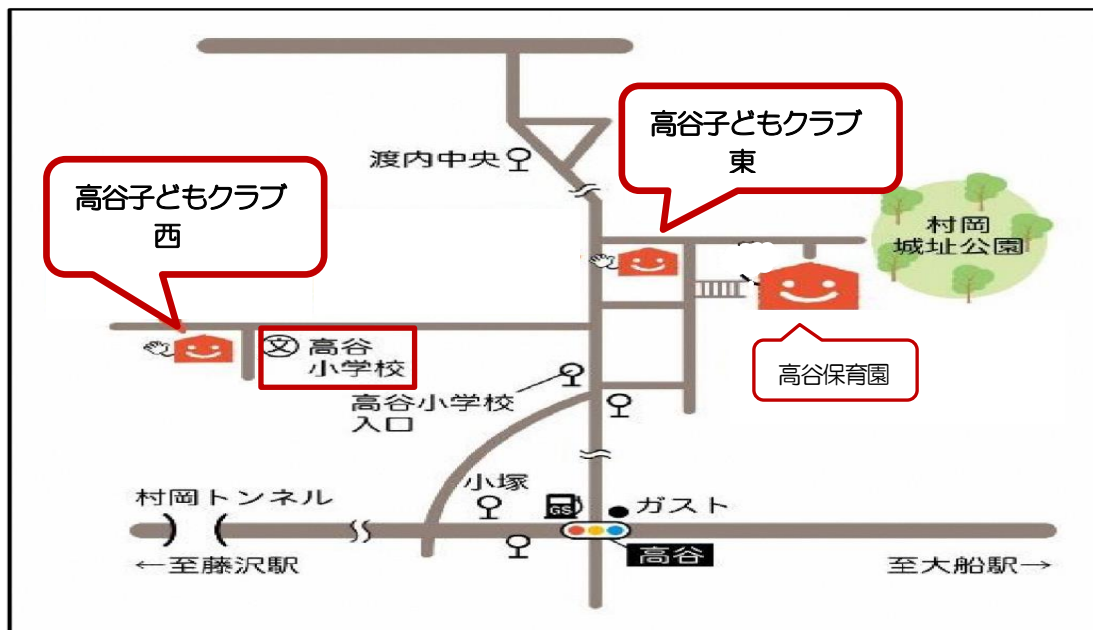 高谷子どもクラブ
東
渡内中央
高谷子どもクラブ
西
村岡
城址公園
文 高谷
小学校
高谷保育園
高谷小学校
入口
小塚
村岡トンネル
GS
ガスト
高谷
←至藤沢駅
至大船駅→